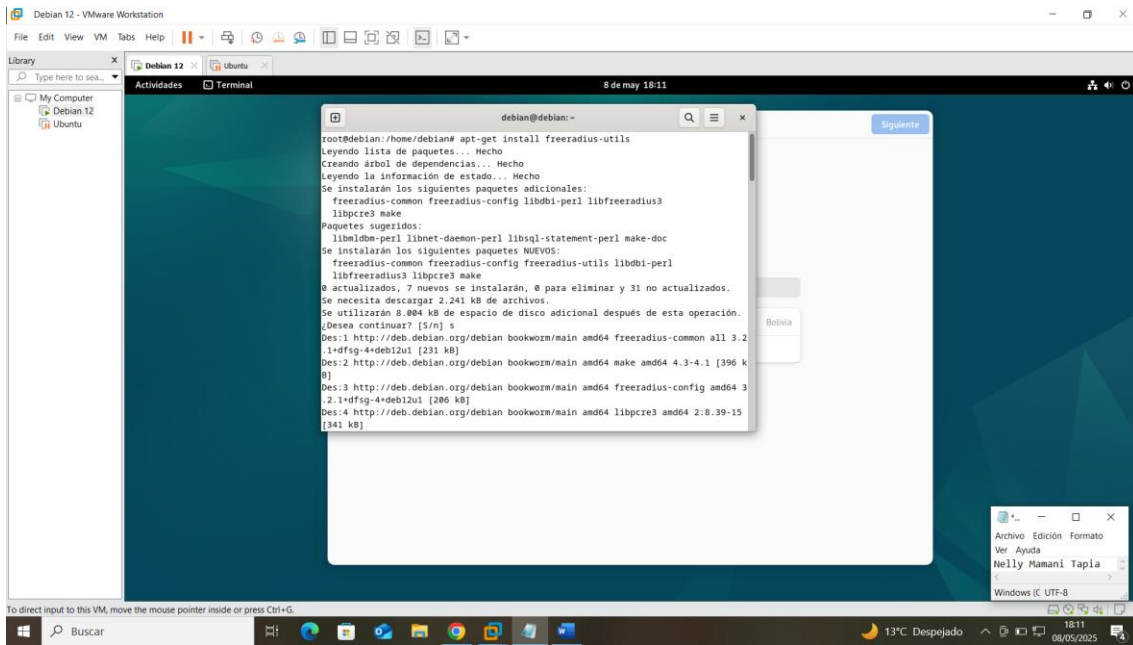 Debian 12 - VMware Workstation
File Edit View VM Tabs Help
Library
Type here to sea...
My Computer
Debian 12
Ubuntu
Debian 12
Ubuntu
Actividades
Terminal
8 de may 18:11
Siguiente
Bolivia
debian@debian: ~
root@debian:/home/debian# apt-get install freeradius-utils
Leyendo lista de paquetes... Hecho
Creando árbol de dependencias... Hecho
Leyendo la información de estado... Hecho
Se instalarán los siguientes paquetes adicionales:
freeradius-common freeradius-config libdbi-perl libfreeradius3
libpcre3 make
Paquetes sugeridos:
libmldbm-perl libnet-daemon-perl libsql-statement-perl make-doc
Se instalarán los siguientes paquetes NUEVOS:
freeradius-common freeradius-config freeradius-utils libdbi-perl
libfreeradius3 libpcre3 make
0 actualizados, 7 nuevos se instalarán, 0 para eliminar y 31 no actualizados.
Se necesita descargar 2.241 kB de archivos.
Se utilizarán 8.004 kB de espacio de disco adicional después de esta operación.
¿Desea continuar? [S/n] s
Des:1 http://deb.debian.org/debian bookworm/main amd64 freeradius-common all 3.2
.1+dfsg-4+deb12u1 [231 kB]
Des:2 http://deb.debian.org/debian bookworm/main amd64 make amd64 4.3-4.1 [396 k
B]
Des:3 http://deb.debian.org/debian bookworm/main amd64 freeradius-config amd64 3
.2.1+dfsg-4+deb12u1 [206 kB]
Des:4 http://deb.debian.org/debian bookworm/main amd64 libpcre3 amd64 2:8.39-15
[341 kB]
*...
Archivo Edición Formato
Ver Ayuda
Nelly Mamani Tapia
Windows (C UTF-8
To direct input to this VM, move the mouse pointer inside or press Ctrl+G.
Buscar
13°C Despejado
18:11
08/05/2025
4